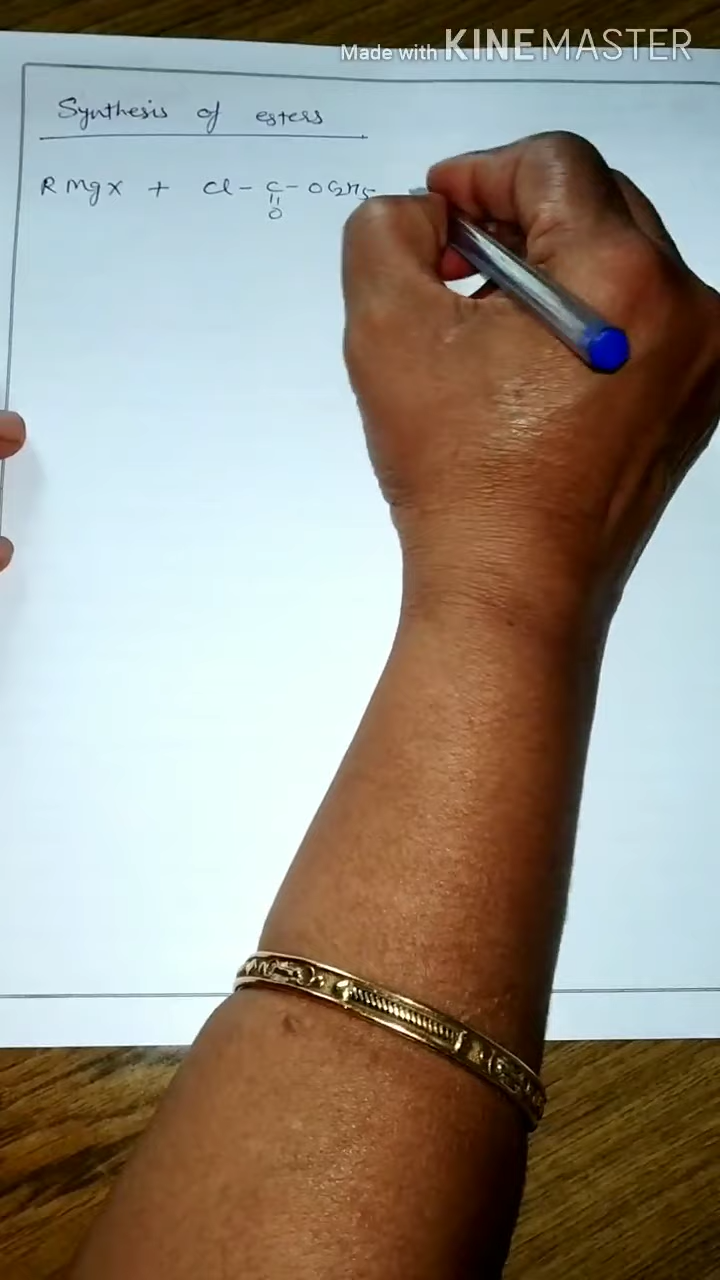 Made with KINEMASTER
Synthesis of esters
RMgX + Cl - C - OC2H5
||
O